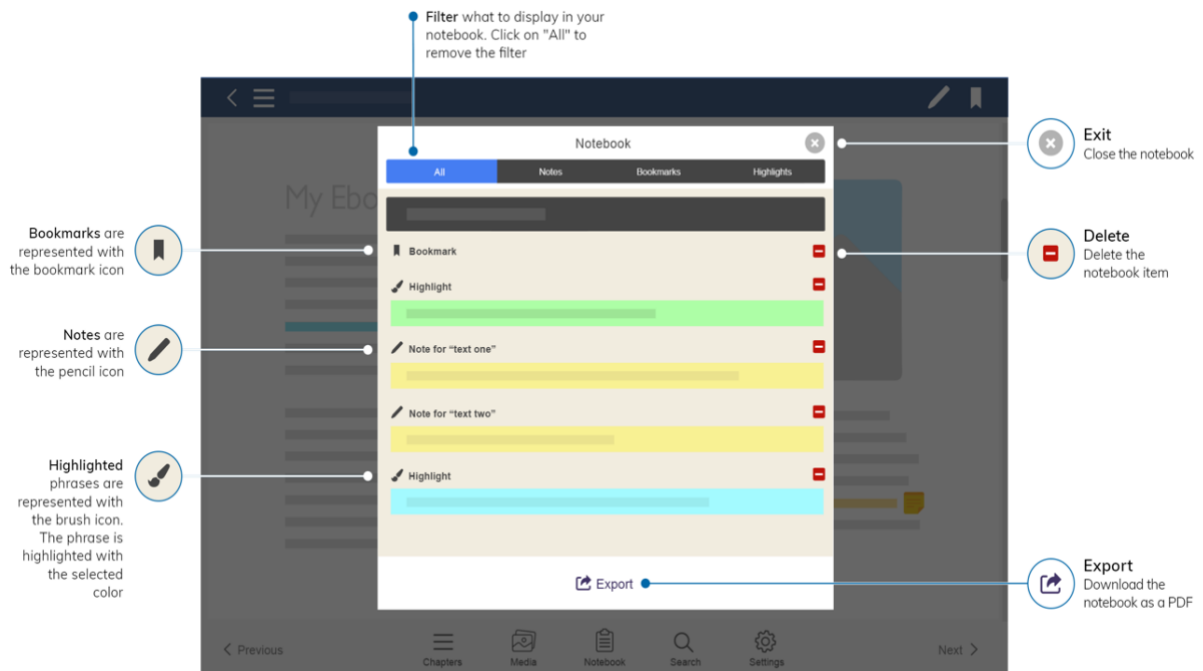 Filter what to display in your
notebook. Click on "All" to
remove the filter
Notebook
All Notes Bookmarks Highlights
My Ebo
Bookmark
Highlight
Note for “text one”
Note for “text two”
Highlight
Export
Previous
Chapters Media Notebook Search Settings
Next
Bookmarks are
represented with
the bookmark icon
Notes are
represented with
the pencil icon
Highlighted
phrases are
represented with
the brush icon.
The phrase is
highlighted with
the selected
color
Exit
Close the notebook
Delete
Delete the
notebook item
Export
Download the
notebook as a PDF